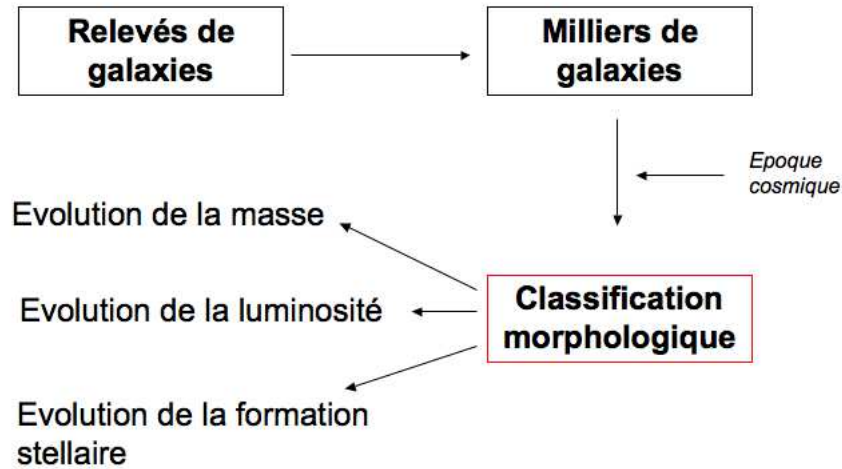 Relevés de
galaxies
Milliers de
galaxies
Epoque
cosmique
Evolution de la masse
Classification
morphologique
Evolution de la luminosité
Evolution de la formation
stellaire